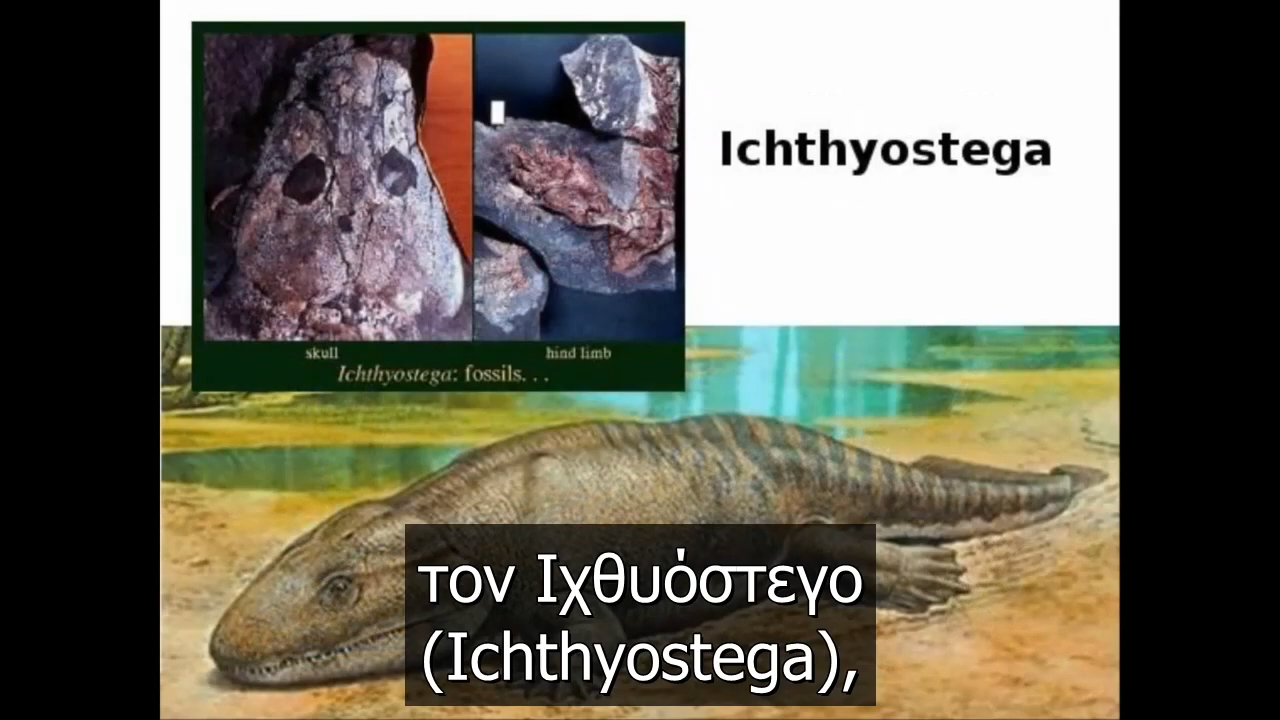 Ichthyostega
skull
hind limb
Ichthyostega: fossils. . .
τον Ιχθυόστεγο
(Ichthyostega),